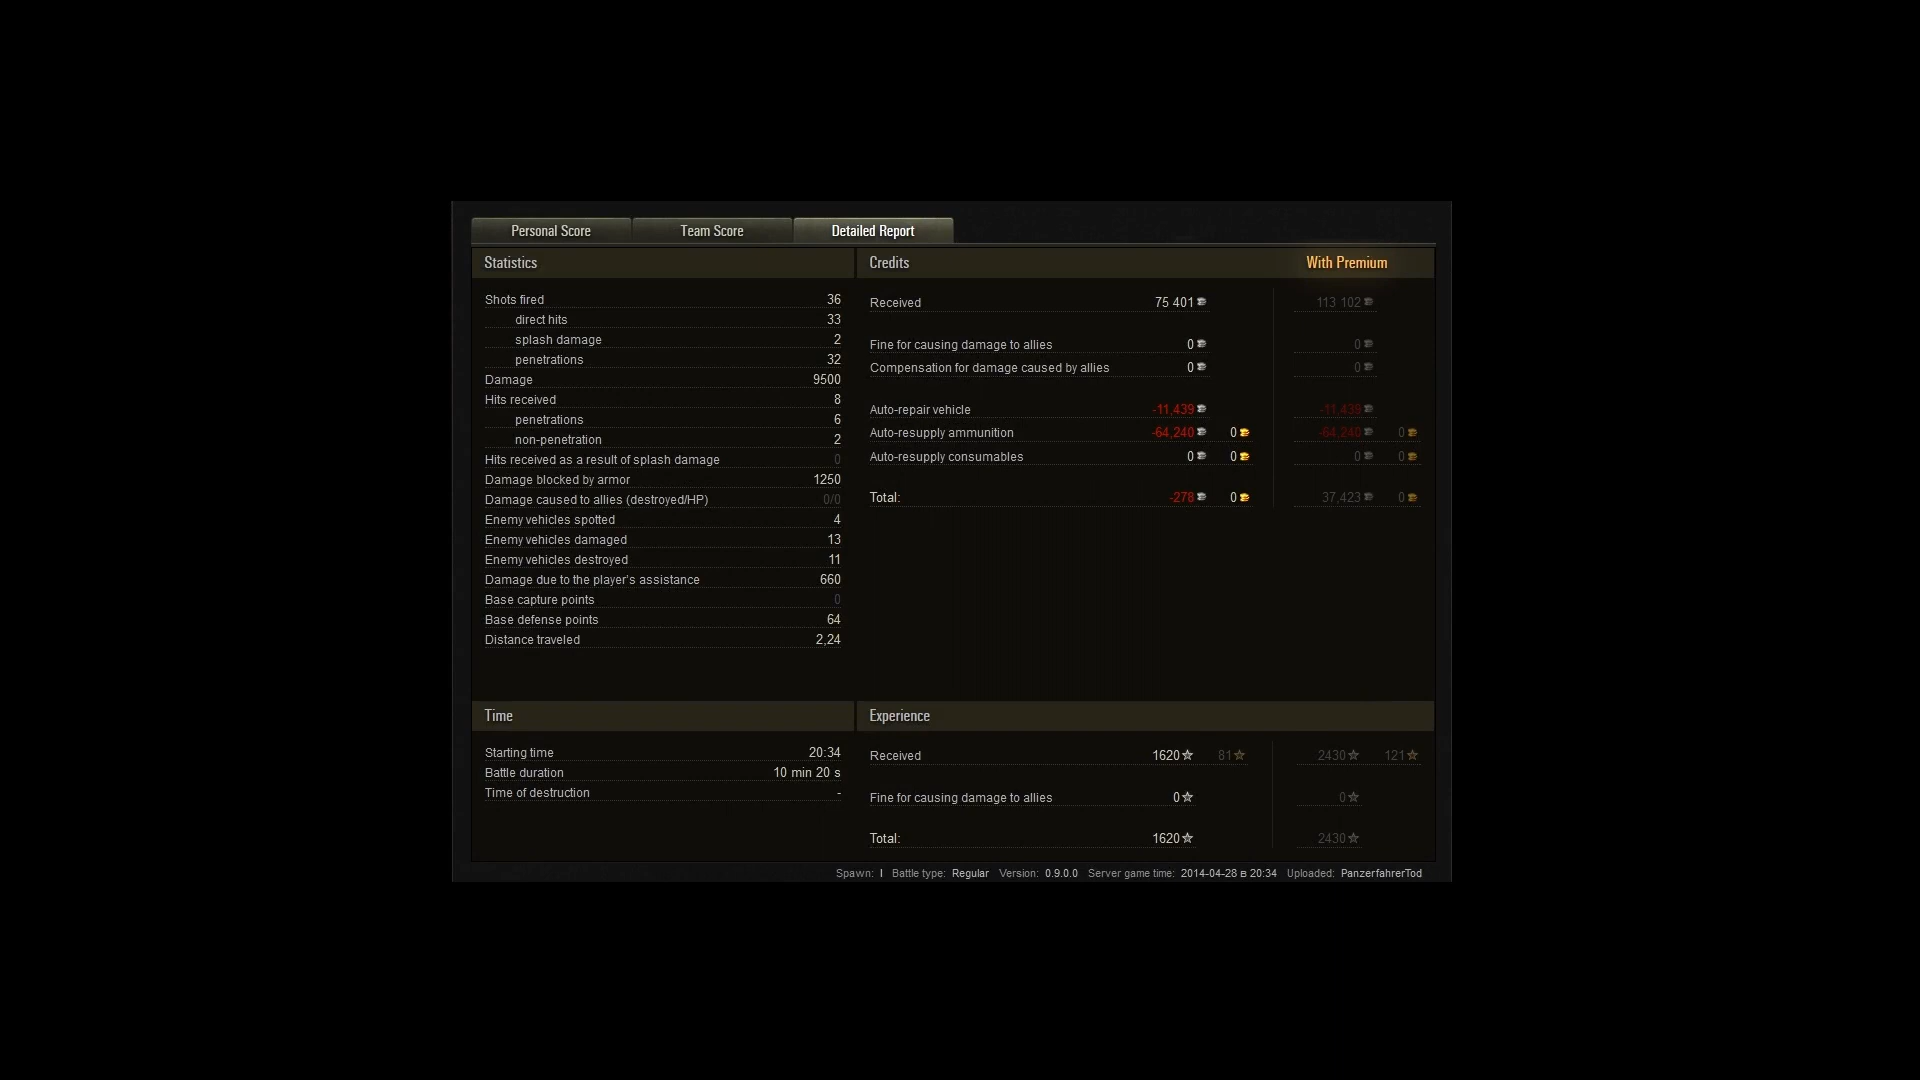 Personal Score Team Score Detailed Report
Statistics
Shots fired 36
direct hits 33
splash damage 2
penetrations 32
Damage 9500
Hits received 8
penetrations 6
non-penetration 2
Hits received as a result of splash damage 0
Damage blocked by armor 1250
Damage caused to allies (destroyed/HP) 0/0
Enemy vehicles spotted 4
Enemy vehicles damaged 13
Enemy vehicles destroyed 11
Damage due to the player's assistance 660
Base capture points 0
Base defense points 64
Distance traveled 2,24
Credits With Premium
Received 75 401 113 102
Fine for causing damage to allies 0 0
Compensation for damage caused by allies 0 0
Auto-repair vehicle -11,439 -11,439
Auto-resupply ammunition -64,240 0 -64,240 0
Auto-resupply consumables 0 0 0 0
Total: -278 0 37,423 0
Time
Starting time 20:34
Battle duration 10 min 20 s
Time of destruction -
Experience
Received 1620 81 2430 121
Fine for causing damage to allies 0 0
Total: 1620 2430
Spawn: I Battle type: Regular Version: 0.9.0.0 Server game time: 2014-04-28 в 20:34 Uploaded: PanzerfahrerTod